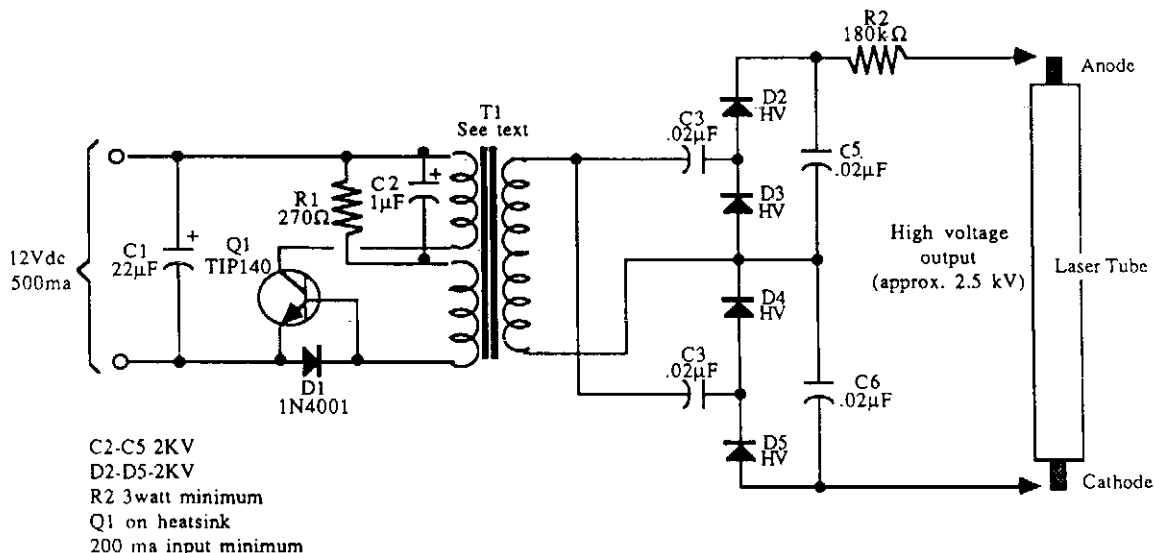 R2
180kΩ
Anode
T1
See text
C3
.02µF
D2
HV
C5
.02µF
R1
270Ω
C2
1µF
+
D3
HV
12Vdc
500ma
C1
22µF
+
Q1
TIP140
High voltage
output
(approx. 2.5 kV)
Laser Tube
D4
HV
C3
.02µF
C6
.02µF
D1
1N4001
D5
HV
Cathode
C2-C5 2KV
D2-D5-2KV
R2 3watt minimum
Q1 on heatsink
200 ma input minimum